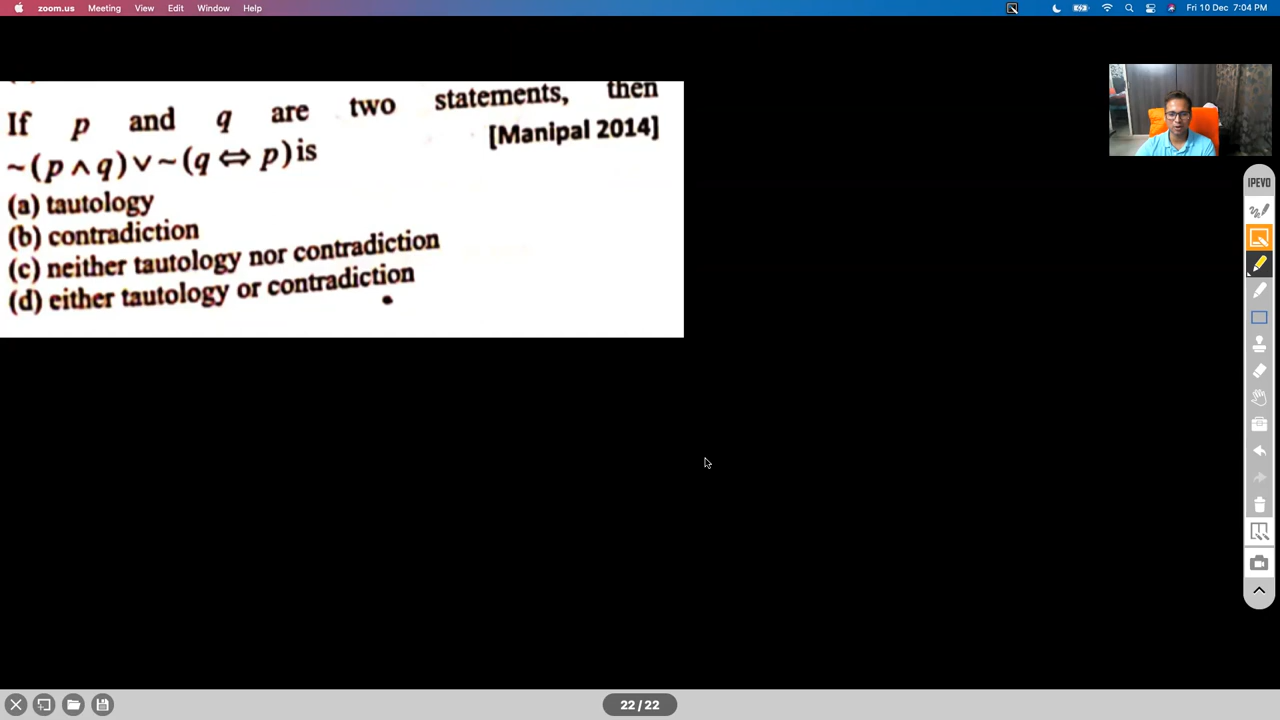 zoom.us Meeting View Edit Window Help Fri 10 Dec 7:04 PM
If p and q are two statements, then
~(p ∧ q) ∨ ~(q ⇔ p) is [Manipal 2014]
(a) tautology
(b) contradiction
(c) neither tautology nor contradiction
(d) either tautology or contradiction
IPEVO
22 / 22